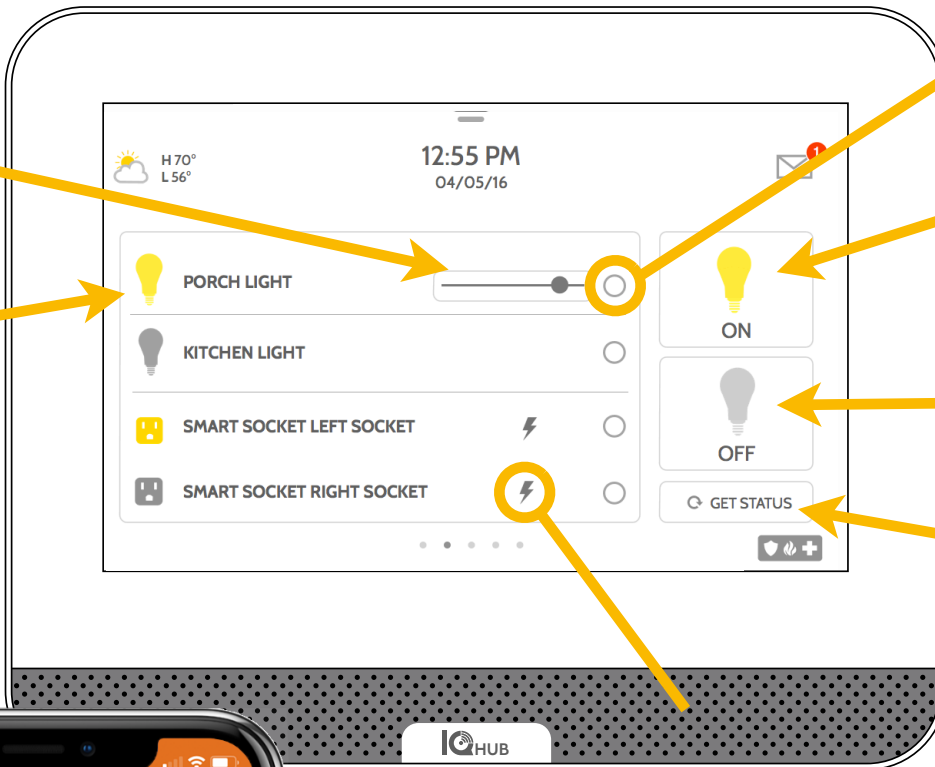 H 70°
L 56°
12:55 PM
04/05/16
1
PORCH LIGHT
KITCHEN LIGHT
SMART SOCKET LEFT SOCKET
SMART SOCKET RIGHT SOCKET
ON
OFF
GET STATUS
IQ HUB